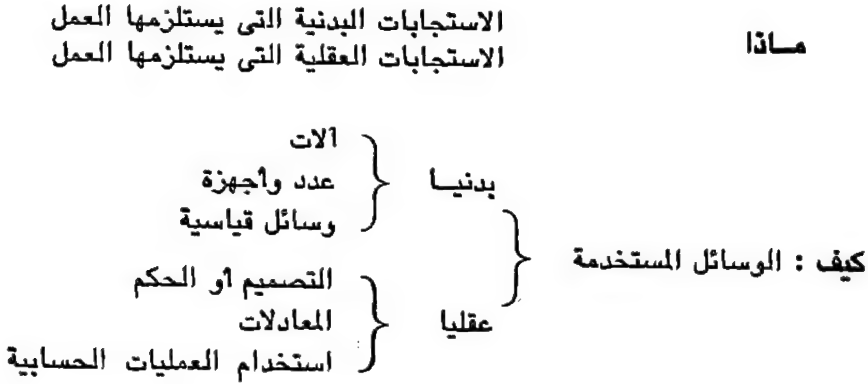 ماذا
الاستجابات البدنية التى يستلزمها العمل
الاستجابات العقلية التى يستلزمها العمل
كيف : الوسائل المستخدمة
بدنيا
آلات
عدد وأجهزة
وسائل قياسية
عقليا
التصميم أو الحكم
المعادلات
استخدام العمليات الحسابية